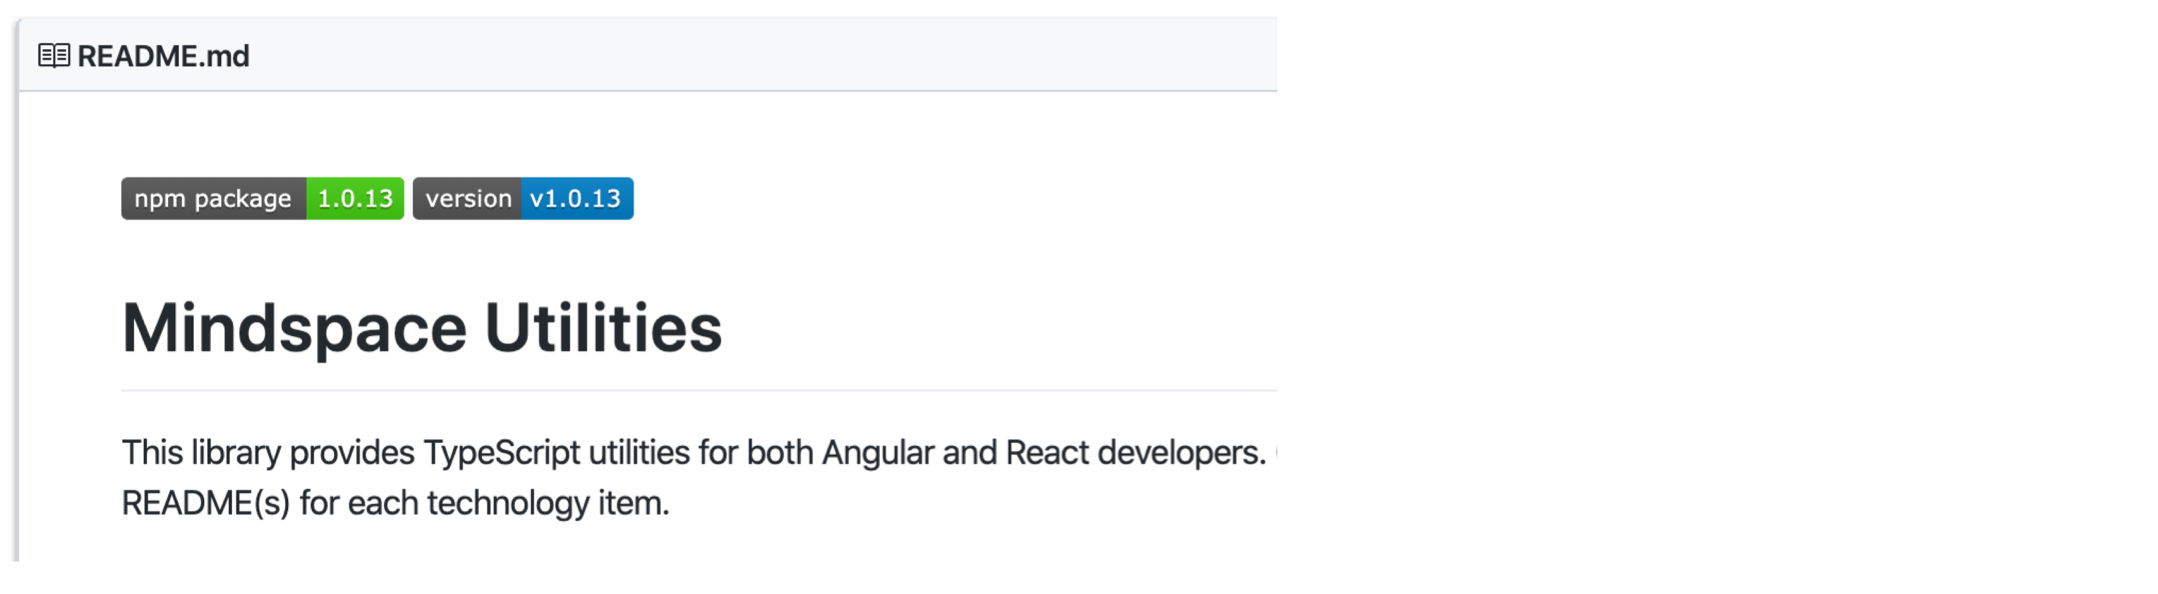 README.md
npm package 1.0.13 version v1.0.13
Mindspace Utilities
This library provides TypeScript utilities for both Angular and React developers.
README(s) for each technology item.